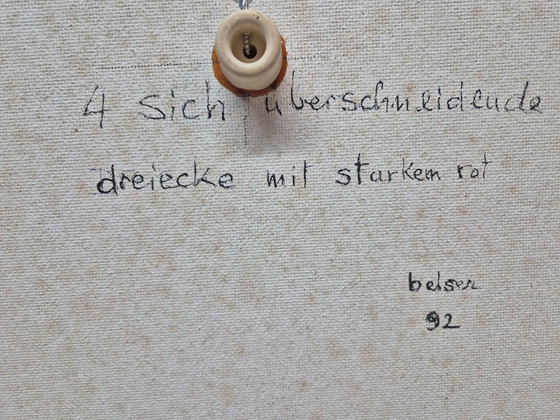 4 sich überschneidende
dreiecke mit starkem rot
belser
92